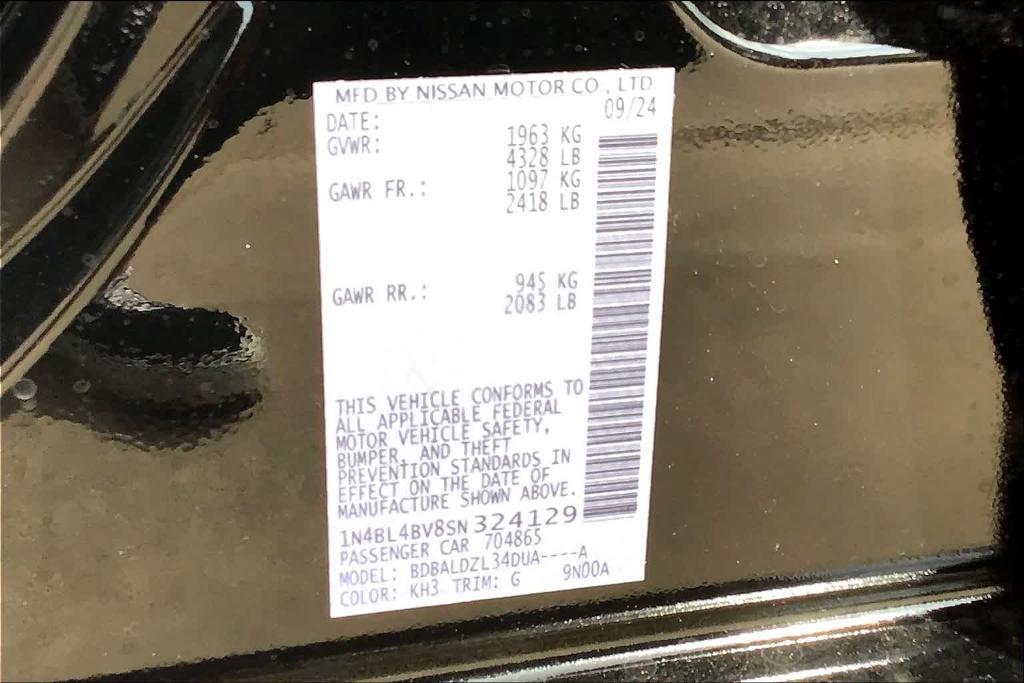 MFD BY NISSAN MOTOR CO., LTD
DATE: 09/24
GVWR: 1963 KG
4328 LB
GAWR FR.: 1097 KG
2418 LB
GAWR RR.: 945 KG
2083 LB
THIS VEHICLE CONFORMS TO
ALL APPLICABLE FEDERAL
MOTOR VEHICLE SAFETY,
BUMPER, AND THEFT
PREVENTION STANDARDS IN
EFFECT ON THE DATE OF
MANUFACTURE SHOWN ABOVE.
1N4BL4BV8SN 324129
PASSENGER CAR 704865
MODEL: BDBALDZL34DUA----A
COLOR: KH3 TRIM: G 9N00A